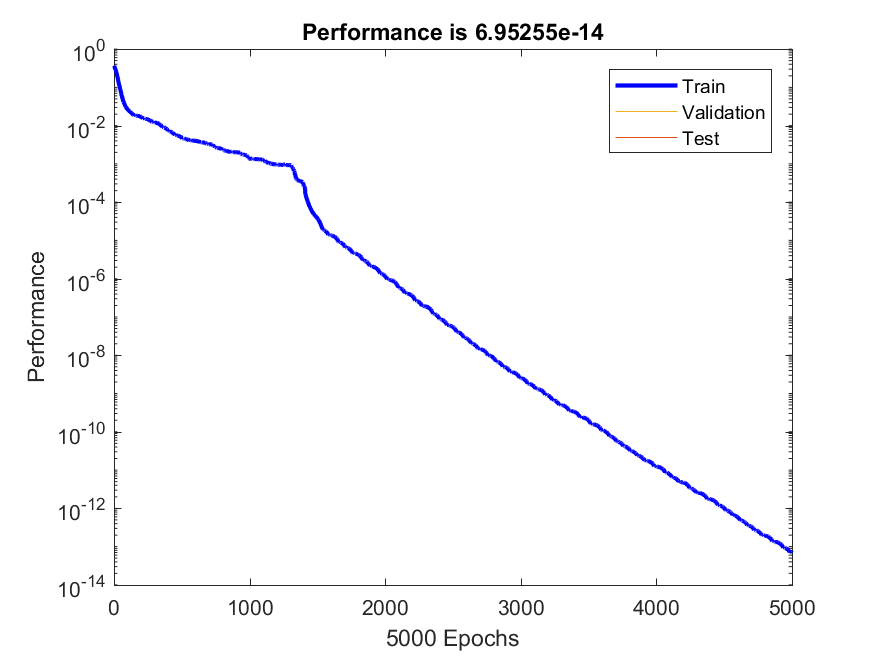 Performance is 6.95255e-14
10^0
10^-2
10^-4
10^-6
10^-8
10^-10
10^-12
10^-14
Performance
Train
Validation
Test
0 1000 2000 3000 4000 5000
5000 Epochs